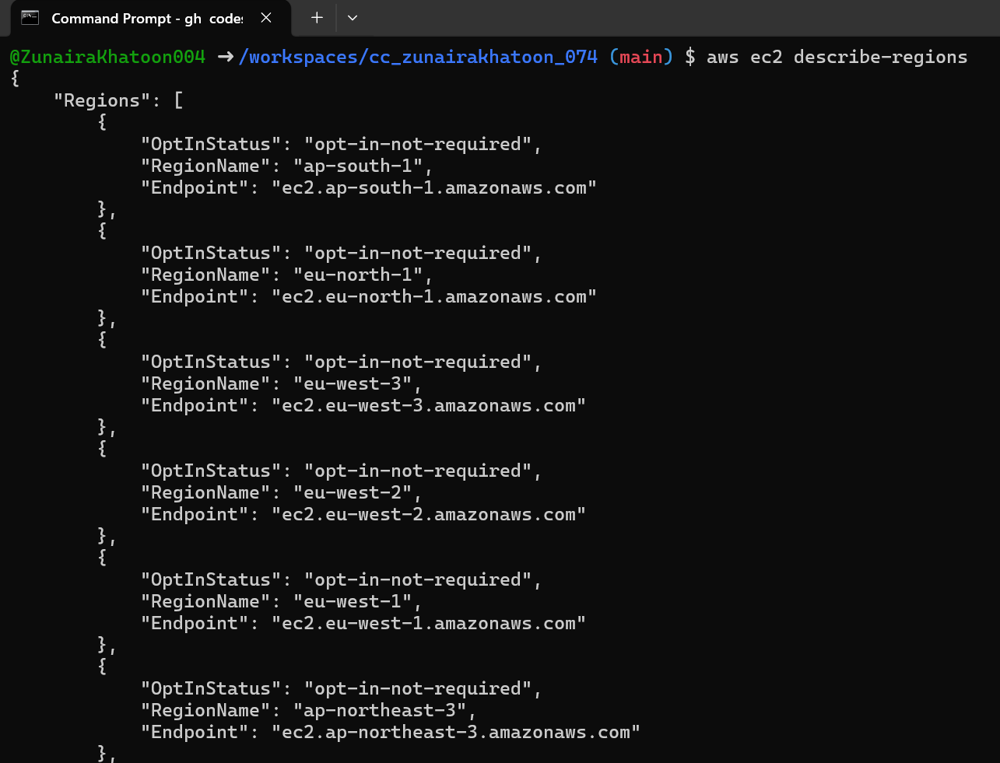 Command Prompt - gh codes
@ZunairaKhatoon004 ➜ /workspaces/cc_zunairakhatoon_074 (main) $ aws ec2 describe-regions
{
    "Regions": [
        {
            "OptInStatus": "opt-in-not-required",
            "RegionName": "ap-south-1",
            "Endpoint": "ec2.ap-south-1.amazonaws.com"
        },
        {
            "OptInStatus": "opt-in-not-required",
            "RegionName": "eu-north-1",
            "Endpoint": "ec2.eu-north-1.amazonaws.com"
        },
        {
            "OptInStatus": "opt-in-not-required",
            "RegionName": "eu-west-3",
            "Endpoint": "ec2.eu-west-3.amazonaws.com"
        },
        {
            "OptInStatus": "opt-in-not-required",
            "RegionName": "eu-west-2",
            "Endpoint": "ec2.eu-west-2.amazonaws.com"
        },
        {
            "OptInStatus": "opt-in-not-required",
            "RegionName": "eu-west-1",
            "Endpoint": "ec2.eu-west-1.amazonaws.com"
        },
        {
            "OptInStatus": "opt-in-not-required",
            "RegionName": "ap-northeast-3",
            "Endpoint": "ec2.ap-northeast-3.amazonaws.com"
        },